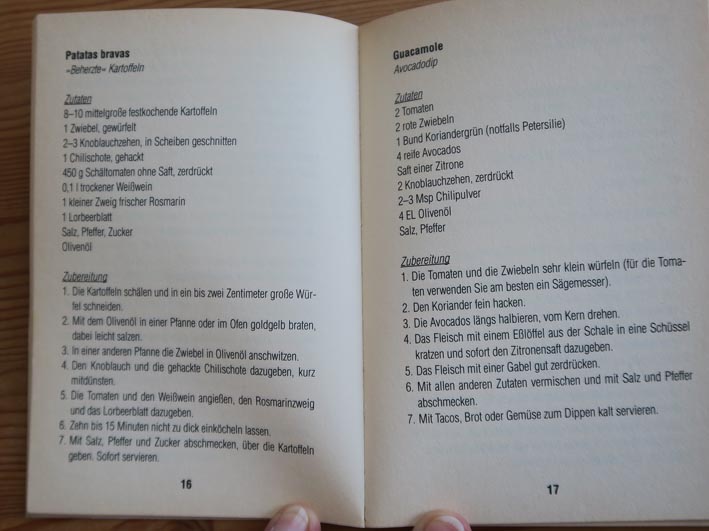 Patatas bravas
»Beherzte« Kartoffeln
Zutaten
8–10 mittelgroße festkochende Kartoffeln
1 Zwiebel, gewürfelt
2–3 Knoblauchzehen, in Scheiben geschnitten
1 Chilischote, gehackt
450 g Schältomaten ohne Saft, zerdrückt
0,1 l trockener Weißwein
1 kleiner Zweig frischer Rosmarin
1 Lorbeerblatt
Salz, Pfeffer, Zucker
Olivenöl
Zubereitung
1. Die Kartoffeln schälen und in ein bis zwei Zentimeter große Wür-
fel schneiden.
2. Mit dem Olivenöl in einer Pfanne oder im Ofen goldgelb braten,
dabei leicht salzen.
3. In einer anderen Pfanne die Zwiebel in Olivenöl anschwitzen.
4. Den Knoblauch und die gehackte Chilischote dazugeben, kurz
mitdünsten.
5. Die Tomaten und den Weißwein angießen, den Rosmarinzweig
und das Lorbeerblatt dazugeben.
6. Zehn bis 15 Minuten nicht zu dick einköcheln lassen.
7. Mit Salz, Pfeffer und Zucker abschmecken, über die Kartoffeln
geben. Sofort servieren.
16
Guacamole
Avocadodip
Zutaten
2 Tomaten
2 rote Zwiebeln
1 Bund Koriandergrün (notfalls Petersilie)
4 reife Avocados
Saft einer Zitrone
2 Knoblauchzehen, zerdrückt
2–3 Msp Chilipulver
4 EL Olivenöl
Salz, Pfeffer
Zubereitung
1. Die Tomaten und die Zwiebeln sehr klein würfeln (für die Toma-
ten verwenden Sie am besten ein Sägemesser).
2. Den Koriander fein hacken.
3. Die Avocados längs halbieren, vom Kern drehen.
4. Das Fleisch mit einem Eßlöffel aus der Schale in eine Schüssel
kratzen und sofort den Zitronensaft dazugeben.
5. Das Fleisch mit einer Gabel gut zerdrücken.
6. Mit allen anderen Zutaten vermischen und mit Salz und Pfeffer
abschmecken.
7. Mit Tacos, Brot oder Gemüse zum Dippen kalt servieren.
17